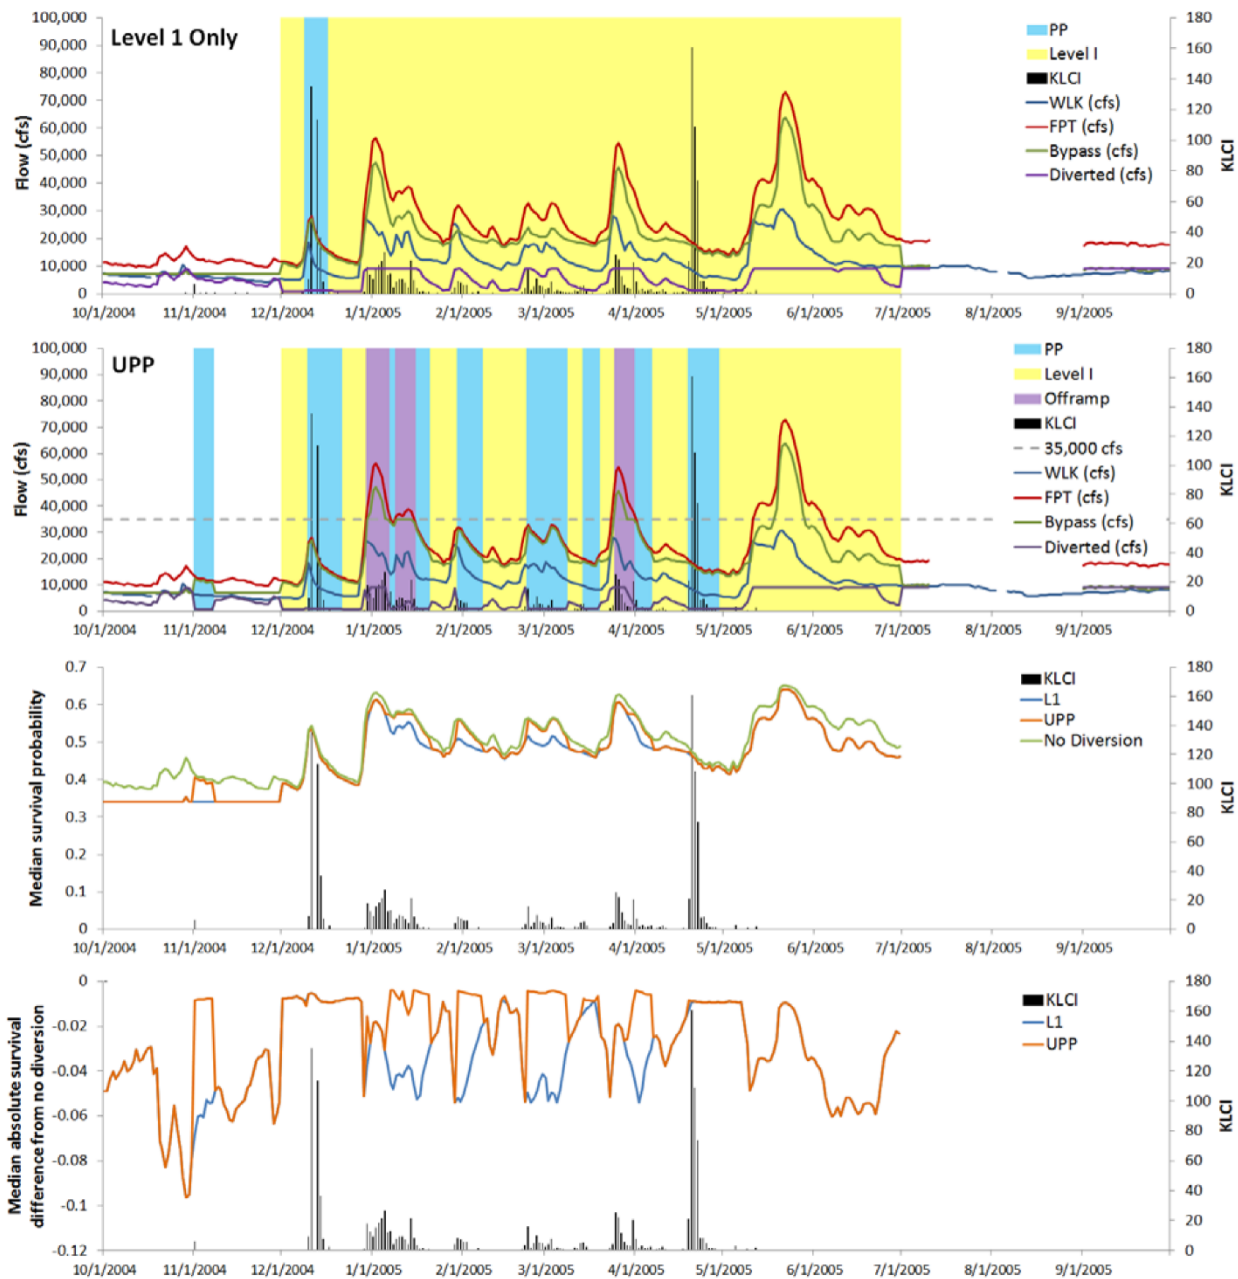 Level 1 Only
100,000
90,000
80,000
70,000
60,000
50,000
40,000
30,000
20,000
10,000
0
Flow (cfs)
180
160
140
120
100
80
60
40
20
0
KLCI
PP
Level I
KLCI
WLK (cfs)
FPT (cfs)
Bypass (cfs)
Diverted (cfs)
10/1/2004 11/1/2004 12/1/2004 1/1/2005 2/1/2005 3/1/2005 4/1/2005 5/1/2005 6/1/2005 7/1/2005 8/1/2005 9/1/2005
UPP
100,000
90,000
80,000
70,000
60,000
50,000
40,000
30,000
20,000
10,000
0
Flow (cfs)
180
160
140
120
100
80
60
40
20
0
KLCI
PP
Level I
Offramp
KLCI
35,000 cfs
WLK (cfs)
FPT (cfs)
Bypass (cfs)
Diverted (cfs)
10/1/2004 11/1/2004 12/1/2004 1/1/2005 2/1/2005 3/1/2005 4/1/2005 5/1/2005 6/1/2005 7/1/2005 8/1/2005 9/1/2005
0.7
0.6
0.5
0.4
0.3
0.2
0.1
0
Median survival probability
180
160
140
120
100
80
60
40
20
0
KLCI
KLCI
L1
UPP
No Diversion
10/1/2004 11/1/2004 12/1/2004 1/1/2005 2/1/2005 3/1/2005 4/1/2005 5/1/2005 6/1/2005 7/1/2005 8/1/2005 9/1/2005
0
-0.02
-0.04
-0.06
-0.08
-0.1
-0.12
Median absolute survival
difference from no diversion
180
160
140
120
100
80
60
40
20
0
KLCI
KLCI
L1
UPP
10/1/2004 11/1/2004 12/1/2004 1/1/2005 2/1/2005 3/1/2005 4/1/2005 5/1/2005 6/1/2005 7/1/2005 8/1/2005 9/1/2005